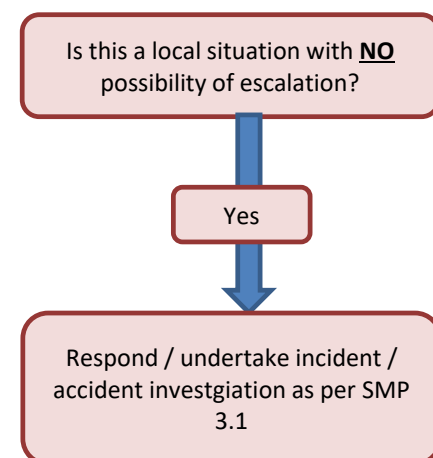 Is this a local situation with NO
possibility of escalation?
Yes
Respond / undertake incident /
accident investgiation as per SMP
3.1